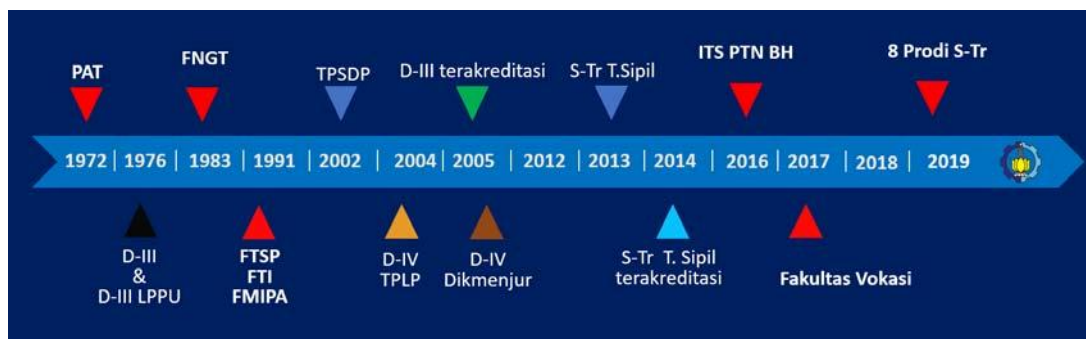 PAT
FNGT
TPSDP
D-III terakreditasi
S-Tr T.Sipil
ITS PTN BH
8 Prodi S-Tr
1972 | 1976 | 1983 | 1991 | 2002 | 2004 | 2005 | 2012 | 2013 | 2014 | 2016 | 2017 | 2018 | 2019
D-III
&
D-III LPPU
FTSP
FTI
FMIPA
D-IV
TPLP
D-IV
Dikmenjur
S-Tr T. Sipil
terakreditasi
Fakultas Vokasi